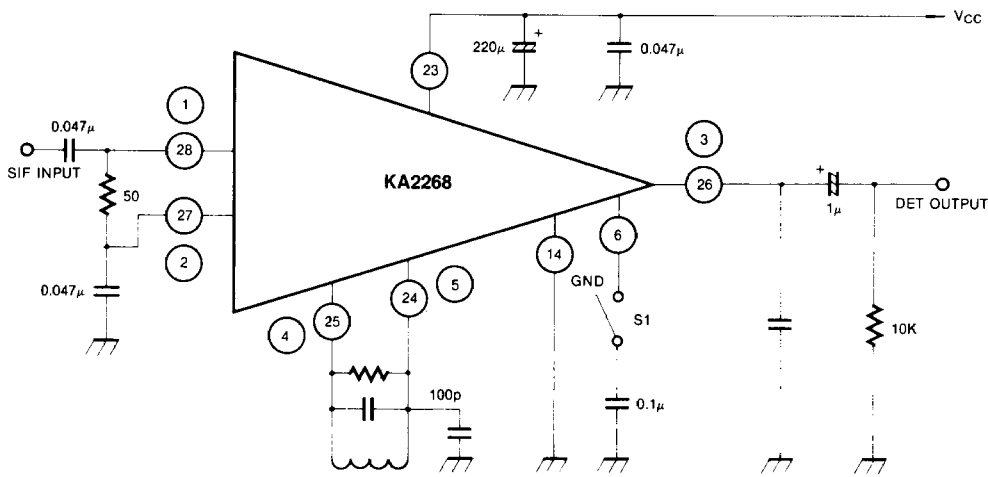 VCC
220μ
+
0.047μ
23
1
3
0.047μ
28
SIF INPUT
KA2268
26
+
1μ
DET OUTPUT
50
27
2
6
14
GND
S1
5
24
0.047μ
25
4
10K
100p
0.1μ